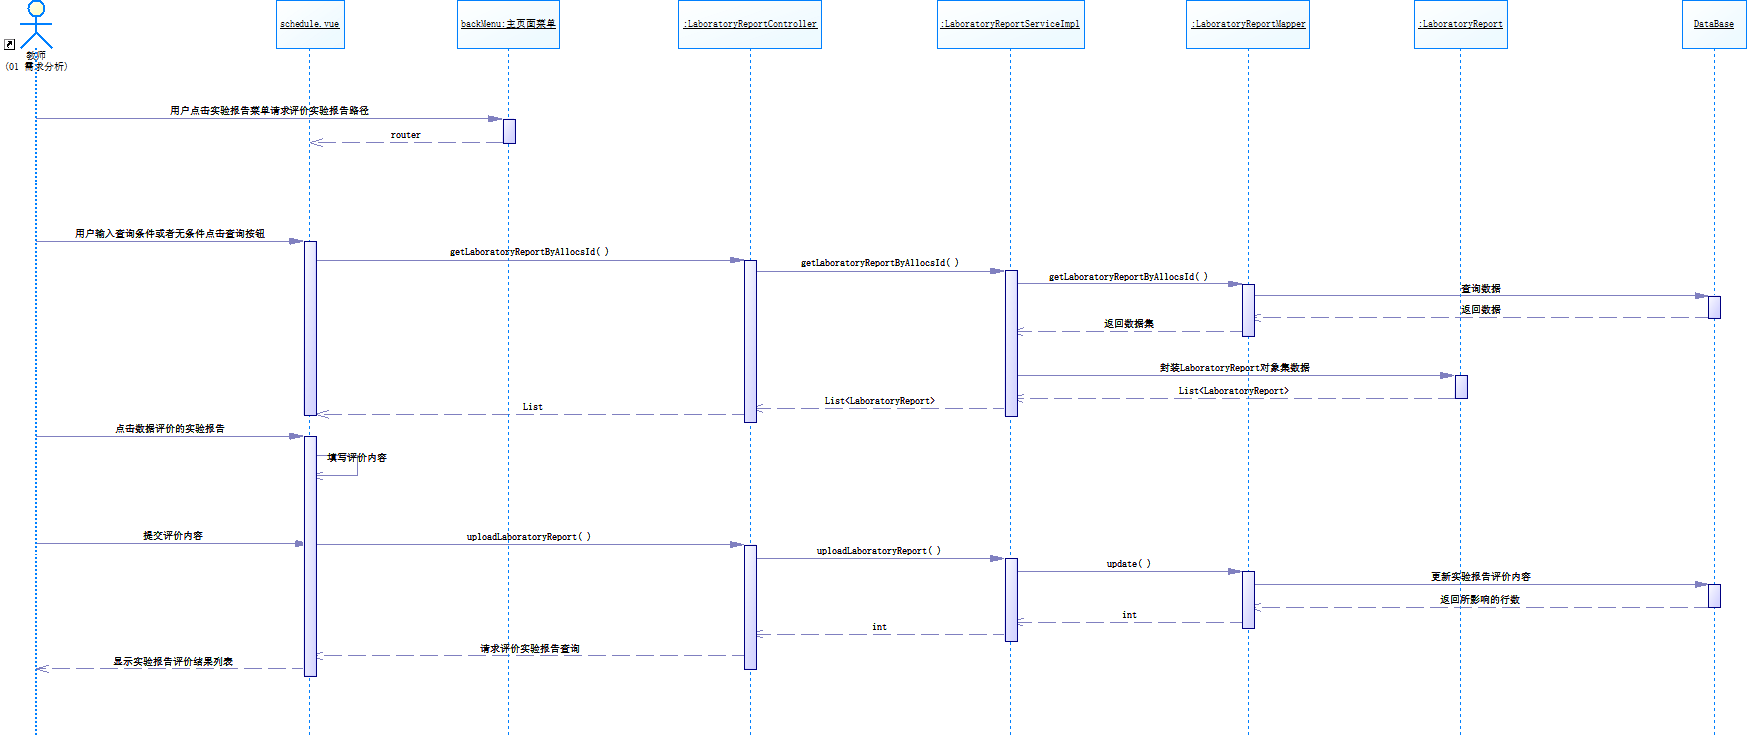 schedule.vue
backMenu:主页面菜单
:LaboratoryReportController
:LaboratoryReportServiceImpl
:LaboratoryReportMapper
:LaboratoryReport
DataBase
教师
(01 需求分析)
用户点击实验报告菜单请求评价实验报告路径
router
用户输入查询条件或者无条件点击查询按钮
getLaboratoryReportByAllocsId()
getLaboratoryReportByAllocsId()
getLaboratoryReportByAllocsId()
查询数据
返回数据
返回数据集
封装LaboratoryReport对象集数据
List<LaboratoryReport>
List<LaboratoryReport>
List
点击数据评价的实验报告
填写评价内容
提交评价内容
uploadLaboratoryReport()
uploadLaboratoryReport()
update()
更新实验报告评价内容
返回所影响的行数
int
int
请求评价实验报告查询
显示实验报告评价结果列表